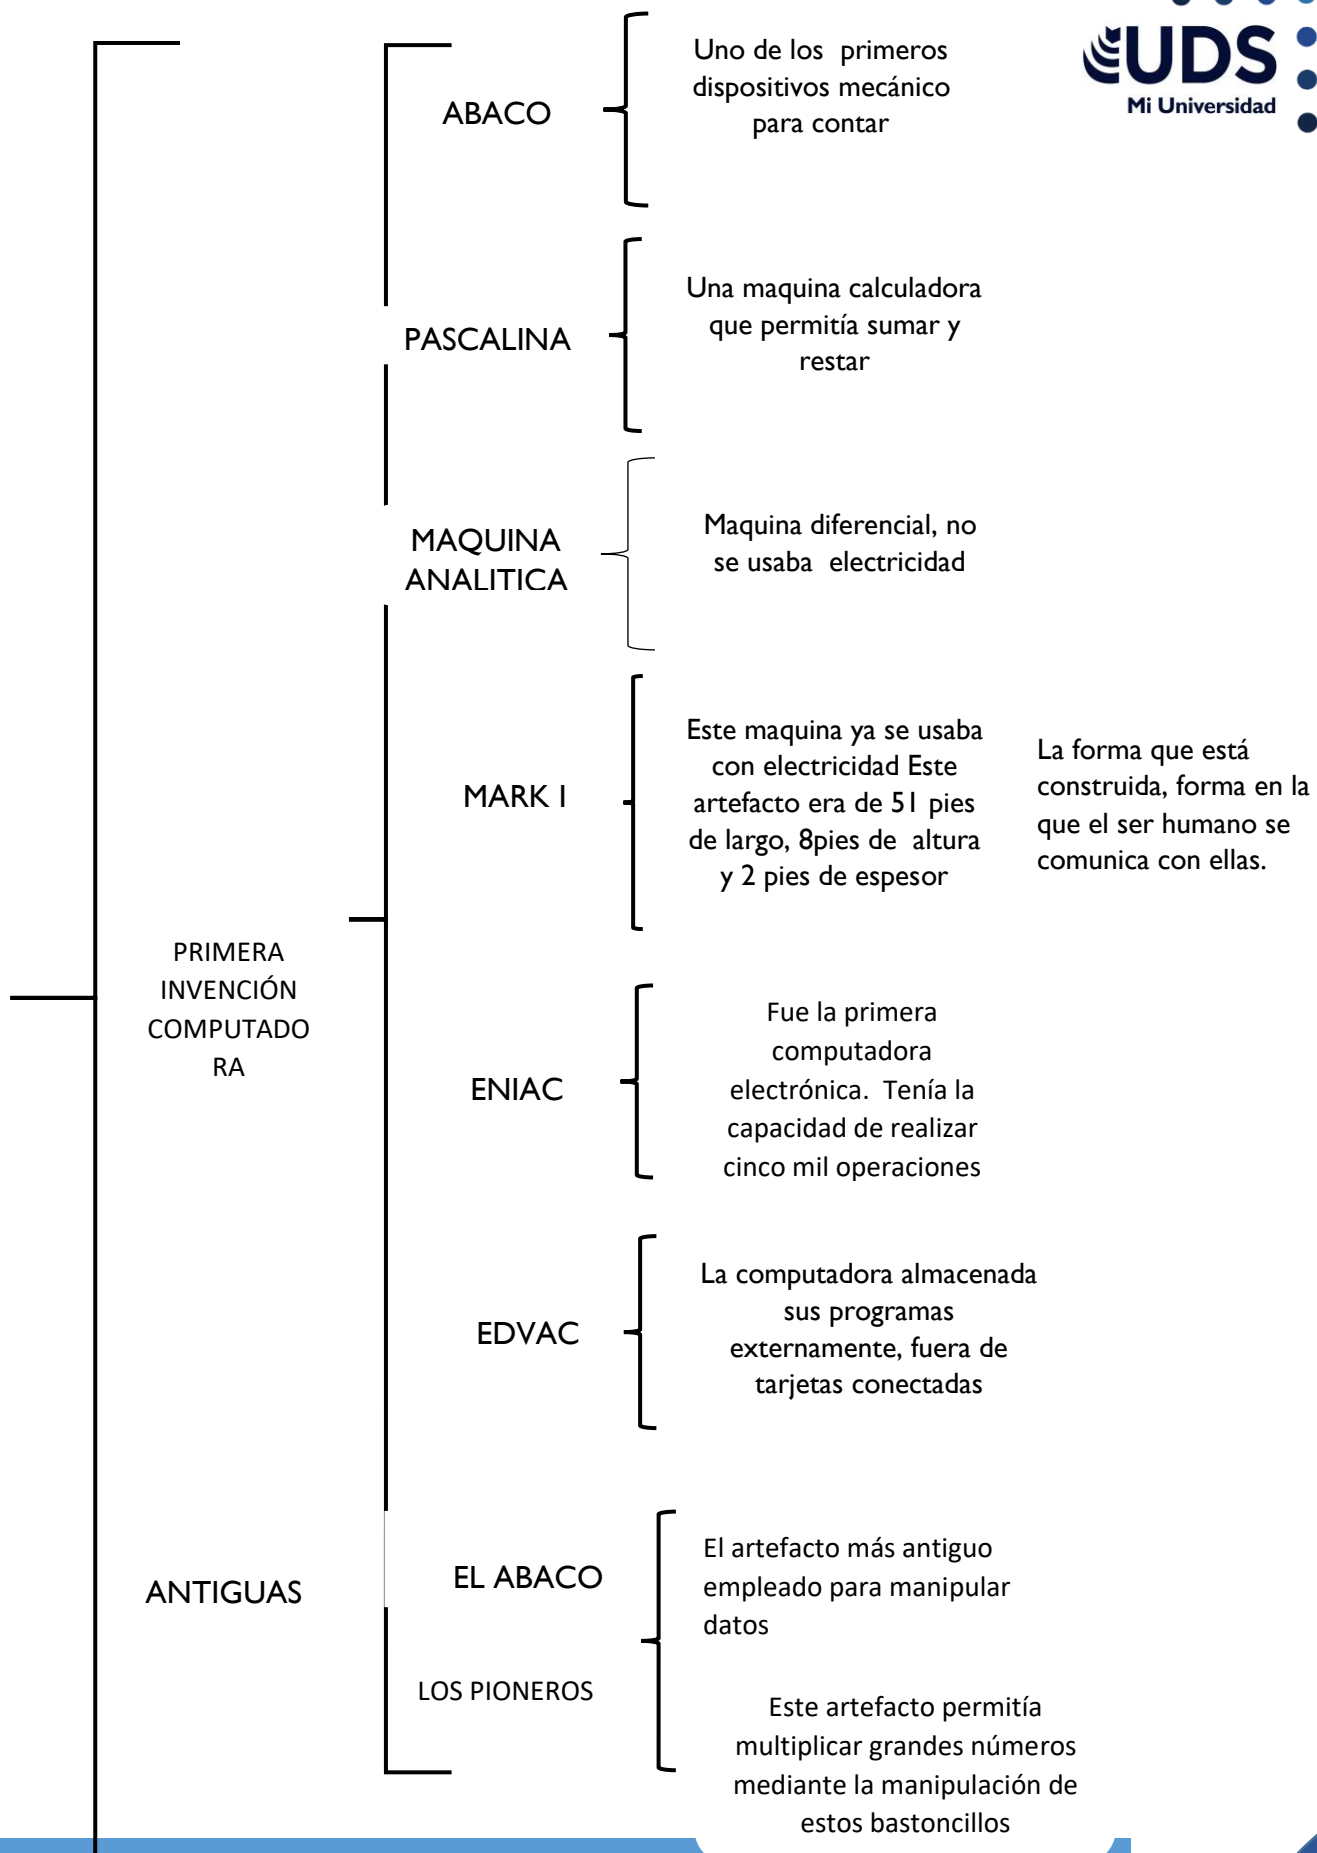 UDS
Mi Universidad
ABACO
Uno de los  primeros
dispositivos mecánico
para contar
PASCALINA
Una maquina calculadora
que permitía sumar y
restar
MAQUINA
ANALITICA
Maquina diferencial, no
se usaba  electricidad
MARK I
Este maquina ya se usaba
con electricidad Este
artefacto era de 51 pies
de largo, 8pies de  altura
y 2 pies de espesor
La forma que está
construida, forma en la
que el ser humano se
comunica con ellas.
PRIMERA
INVENCIÓN
COMPUTADO
RA
ENIAC
Fue la primera
computadora
electrónica.  Tenía la
capacidad de realizar
cinco mil operaciones
EDVAC
La computadora almacenada
sus programas
externamente, fuera de
tarjetas conectadas
ANTIGUAS
EL ABACO
El artefacto más antiguo
empleado para manipular
datos
LOS PIONEROS
Este artefacto permitía
multiplicar grandes números
mediante la manipulación de
estos bastoncillos